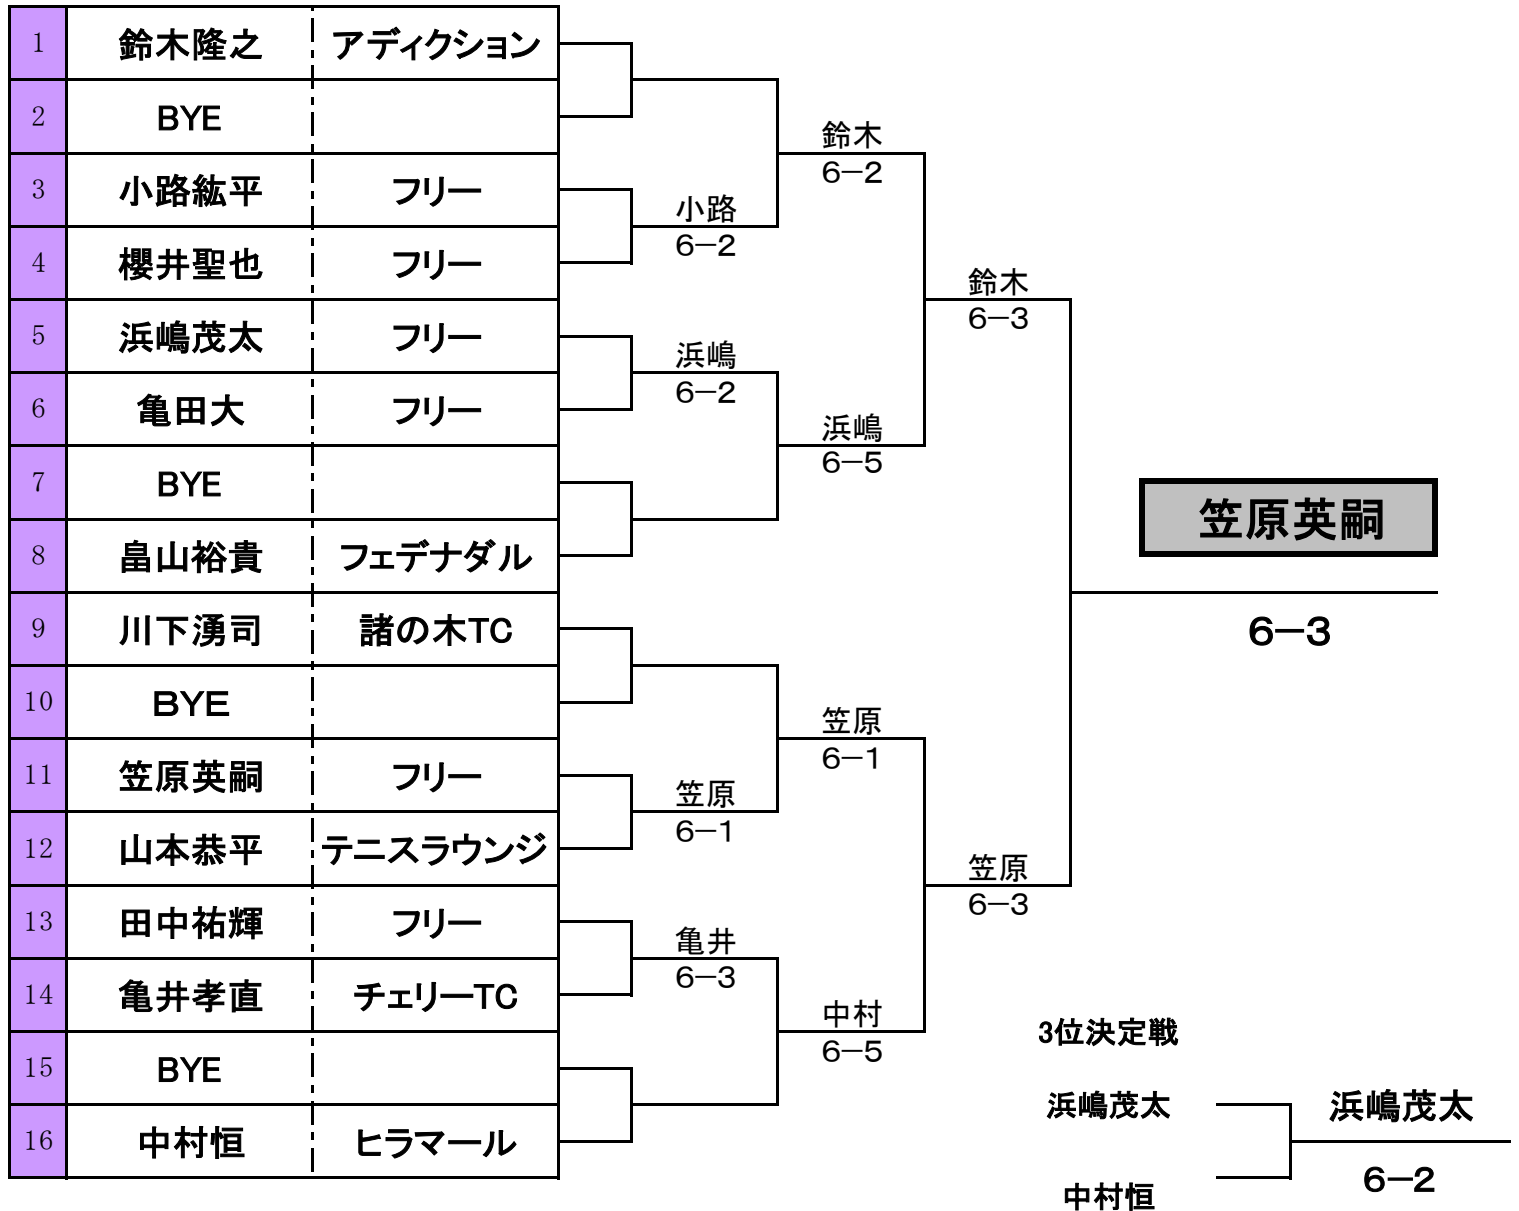 1 鈴木隆之 アディクション
2 BYE
3 小路紘平 フリー
4 櫻井聖也 フリー
5 浜嶋茂太 フリー
6 亀田大 フリー
7 BYE
8 畠山裕貴 フェデナダル
9 川下湧司 諸の木TC
10 BYE
11 笠原英嗣 フリー
12 山本恭平 テニスラウンジ
13 田中祐輝 フリー
14 亀井孝直 チェリーTC
15 BYE
16 中村恒 ヒラマール
小路
6-2
浜嶋
6-2
笠原
6-1
亀井
6-3
鈴木
6-2
浜嶋
6-5
笠原
6-1
中村
6-5
鈴木
6-3
笠原
6-3
笠原英嗣
6-3
3位決定戦
浜嶋茂太
中村恒
浜嶋茂太
6-2